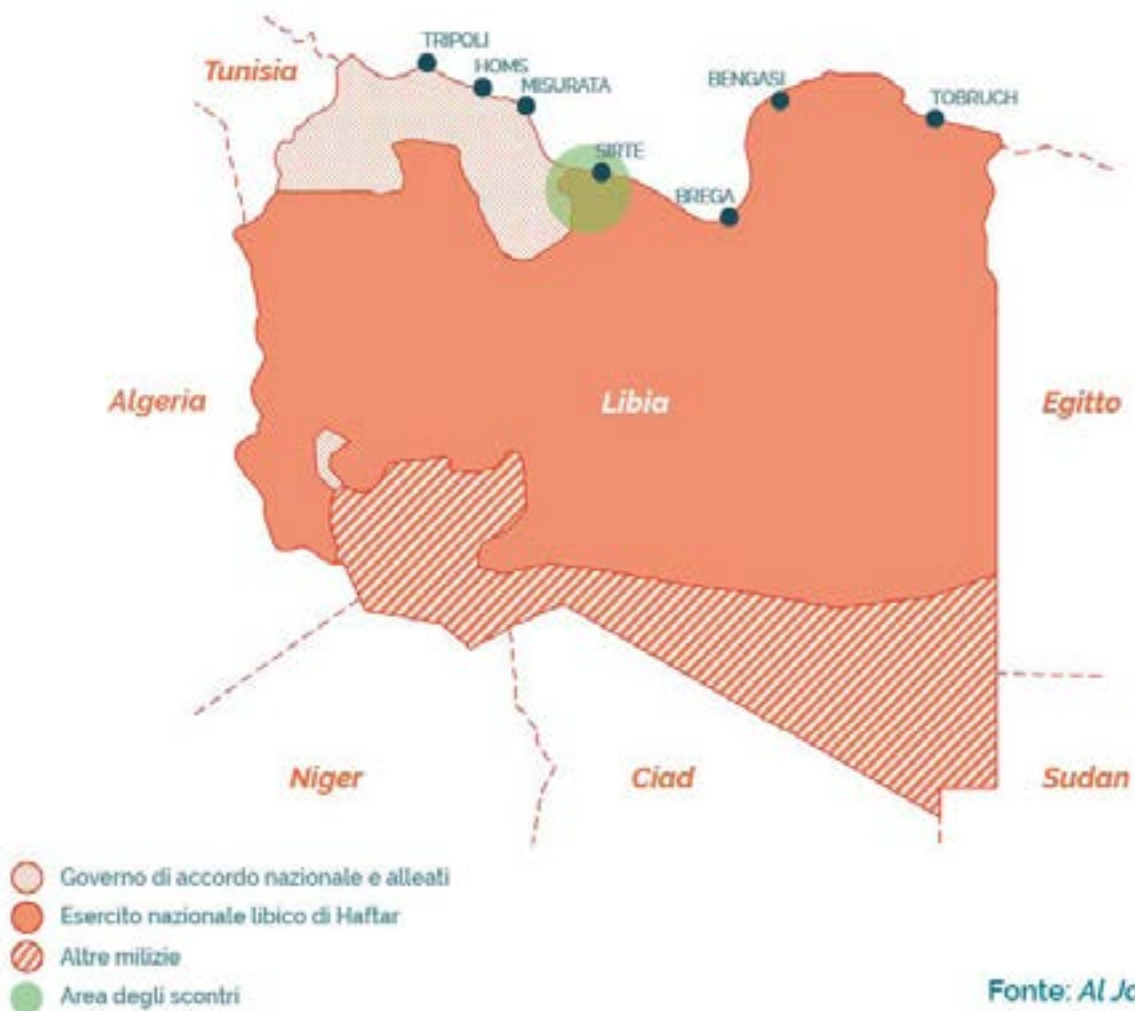 TRIPOLI
Tunisia
HOMS
MISURATA
BENGASI
TOBRUCH
SIRTE
BREGA
Algeria
Libia
Egitto
Niger
Ciad
Sudan
Governo di accordo nazionale e alleati
Esercito nazionale libico di Haftar
Altre milizie
Area degli scontri
Fonte: Al Ja